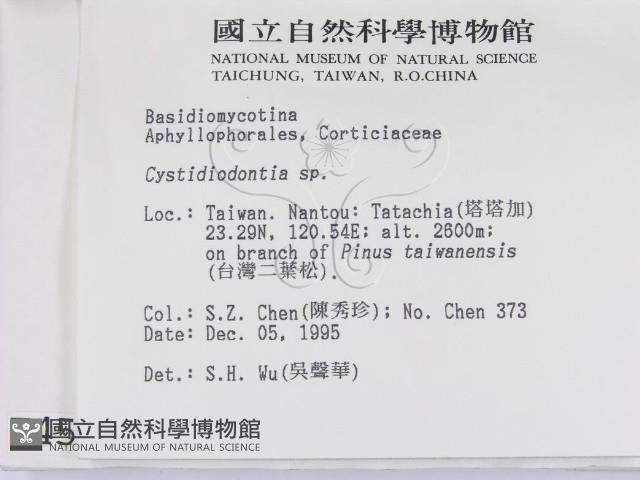 國立自然科學博物館
NATIONAL MUSEUM OF NATURAL SCIENCE
TAICHUNG, TAIWAN, R.O.CHINA
Basidiomycotina
Aphyllophorales, Corticiaceae
Cystidiodontia sp.
Loc.: Taiwan. Nantou: Tatachia(塔塔加)
23.29N, 120.54E; alt. 2600m;
on branch of Pinus taiwanensis
(台灣二葉松).
Col.: S.Z. Chen(陳秀珍); No. Chen 373
Date: Dec. 05, 1995
Det.: S.H. Wu(吳聲華)
國立自然科學博物館
NATIONAL MUSEUM OF NATURAL SCIENCE